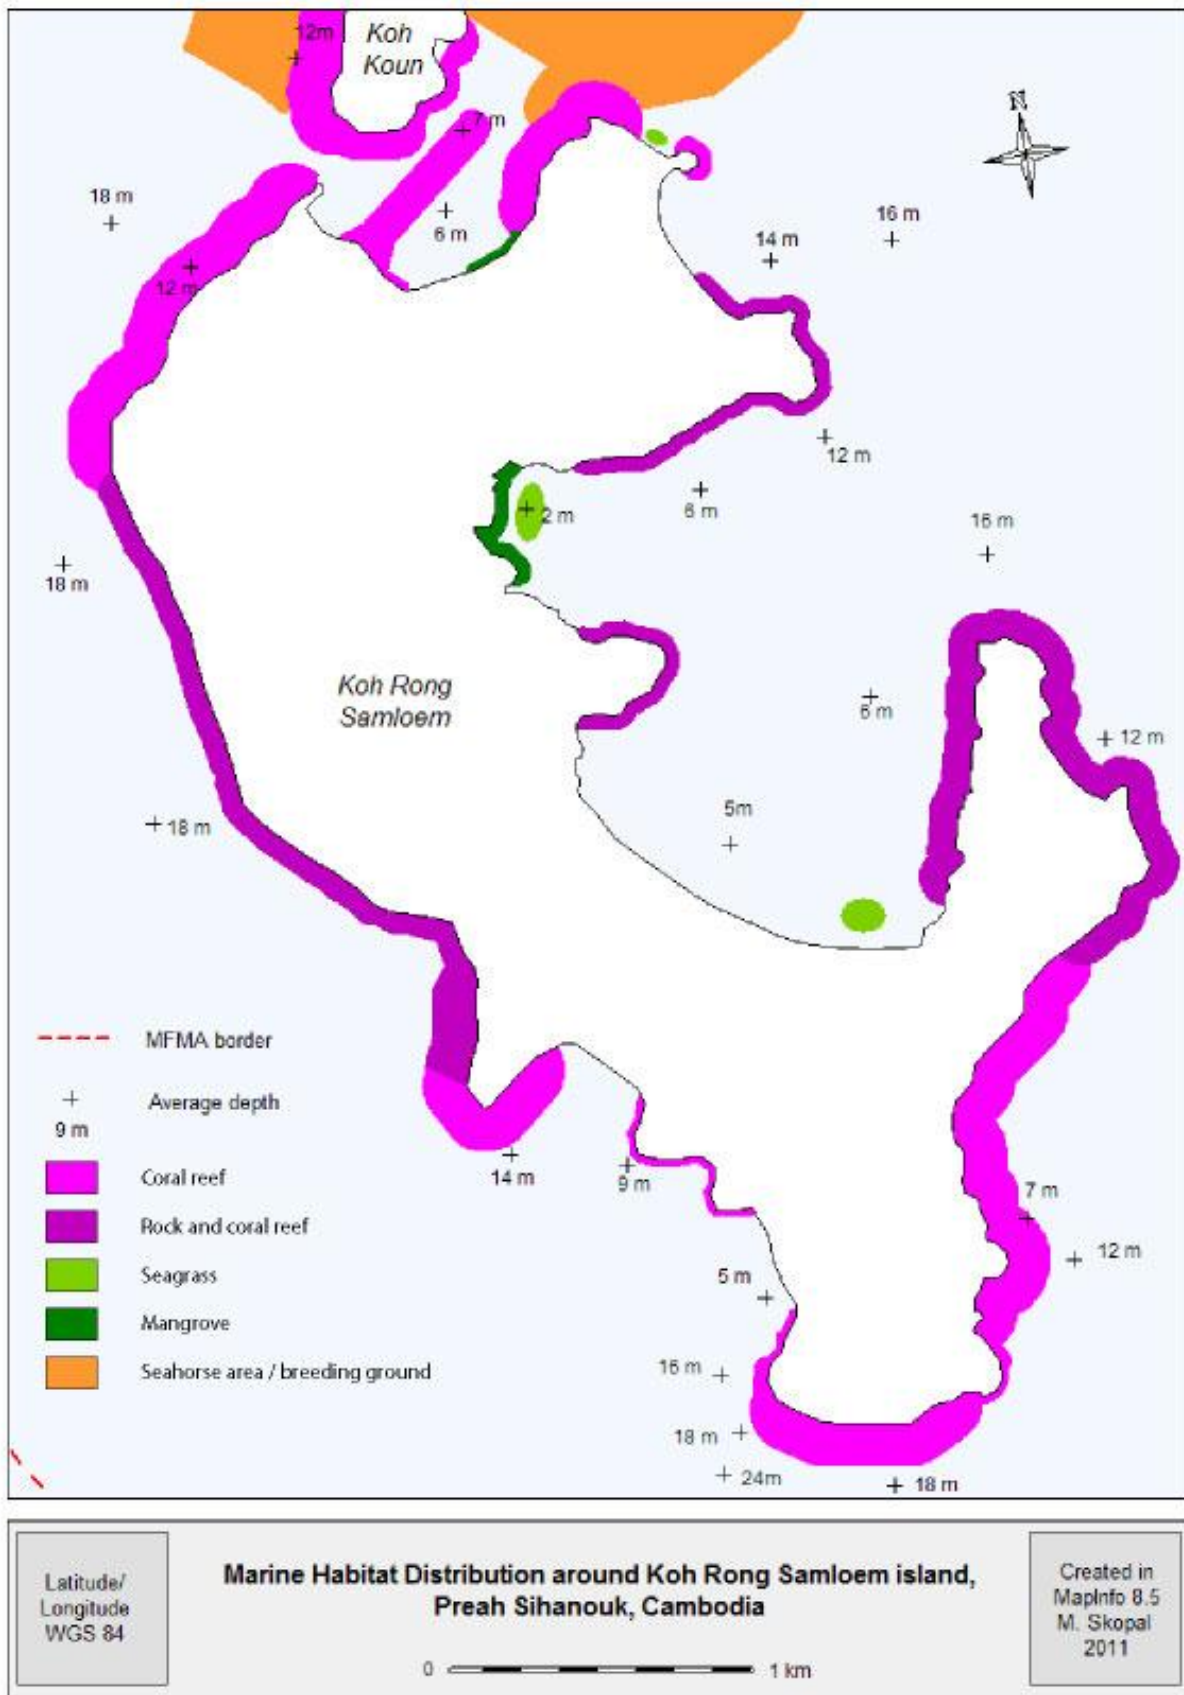 12m
Koh
Koun
7 m
N
18 m
6 m
16 m
14 m
12 m
12 m
6 m
2 m
16 m
18 m
Koh Rong
Samloem
6 m
12 m
5m
18 m
MFMA border
Average depth
9 m
14 m
9 m
Coral reef
7 m
Rock and coral reef
12 m
Seagrass
5 m
Mangrove
Seahorse area / breeding ground
16 m
18 m
24m
18 m
Latitude/
Longitude
WGS 84
Marine Habitat Distribution around Koh Rong Samloem island,
Preah Sihanouk, Cambodia
0
1 km
Created in
MapInfo 8.5
M. Skopal
2011